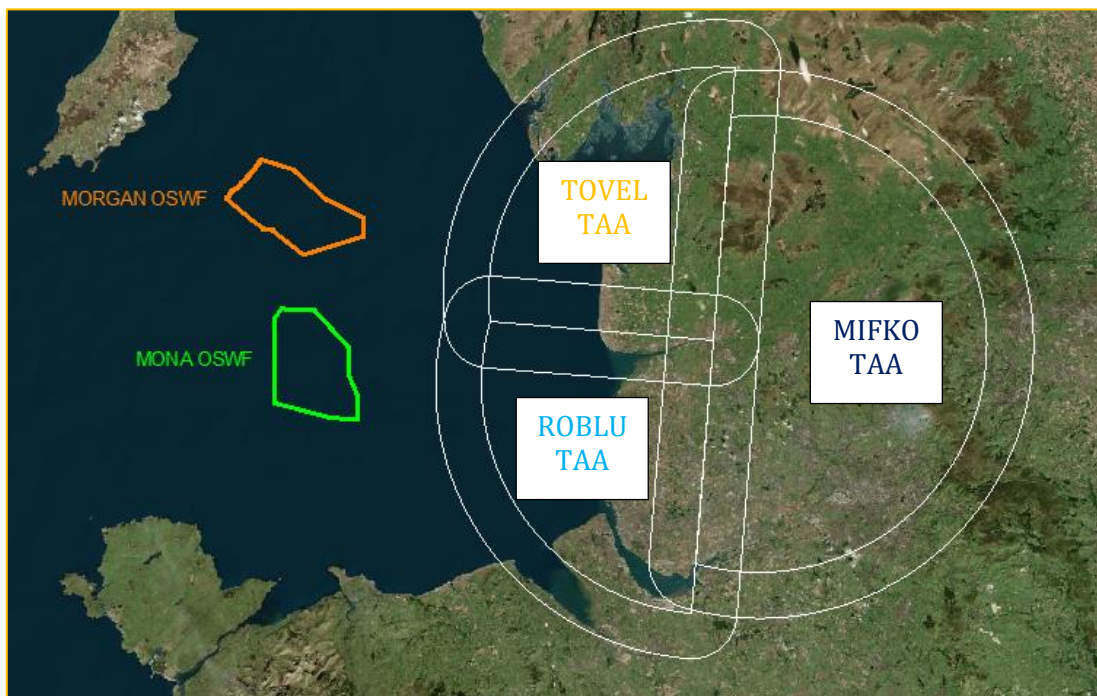 TOVEL
TAA
MORGAN OSWF
MIFKO
TAA
MONA OSWF
ROBLU
TAA